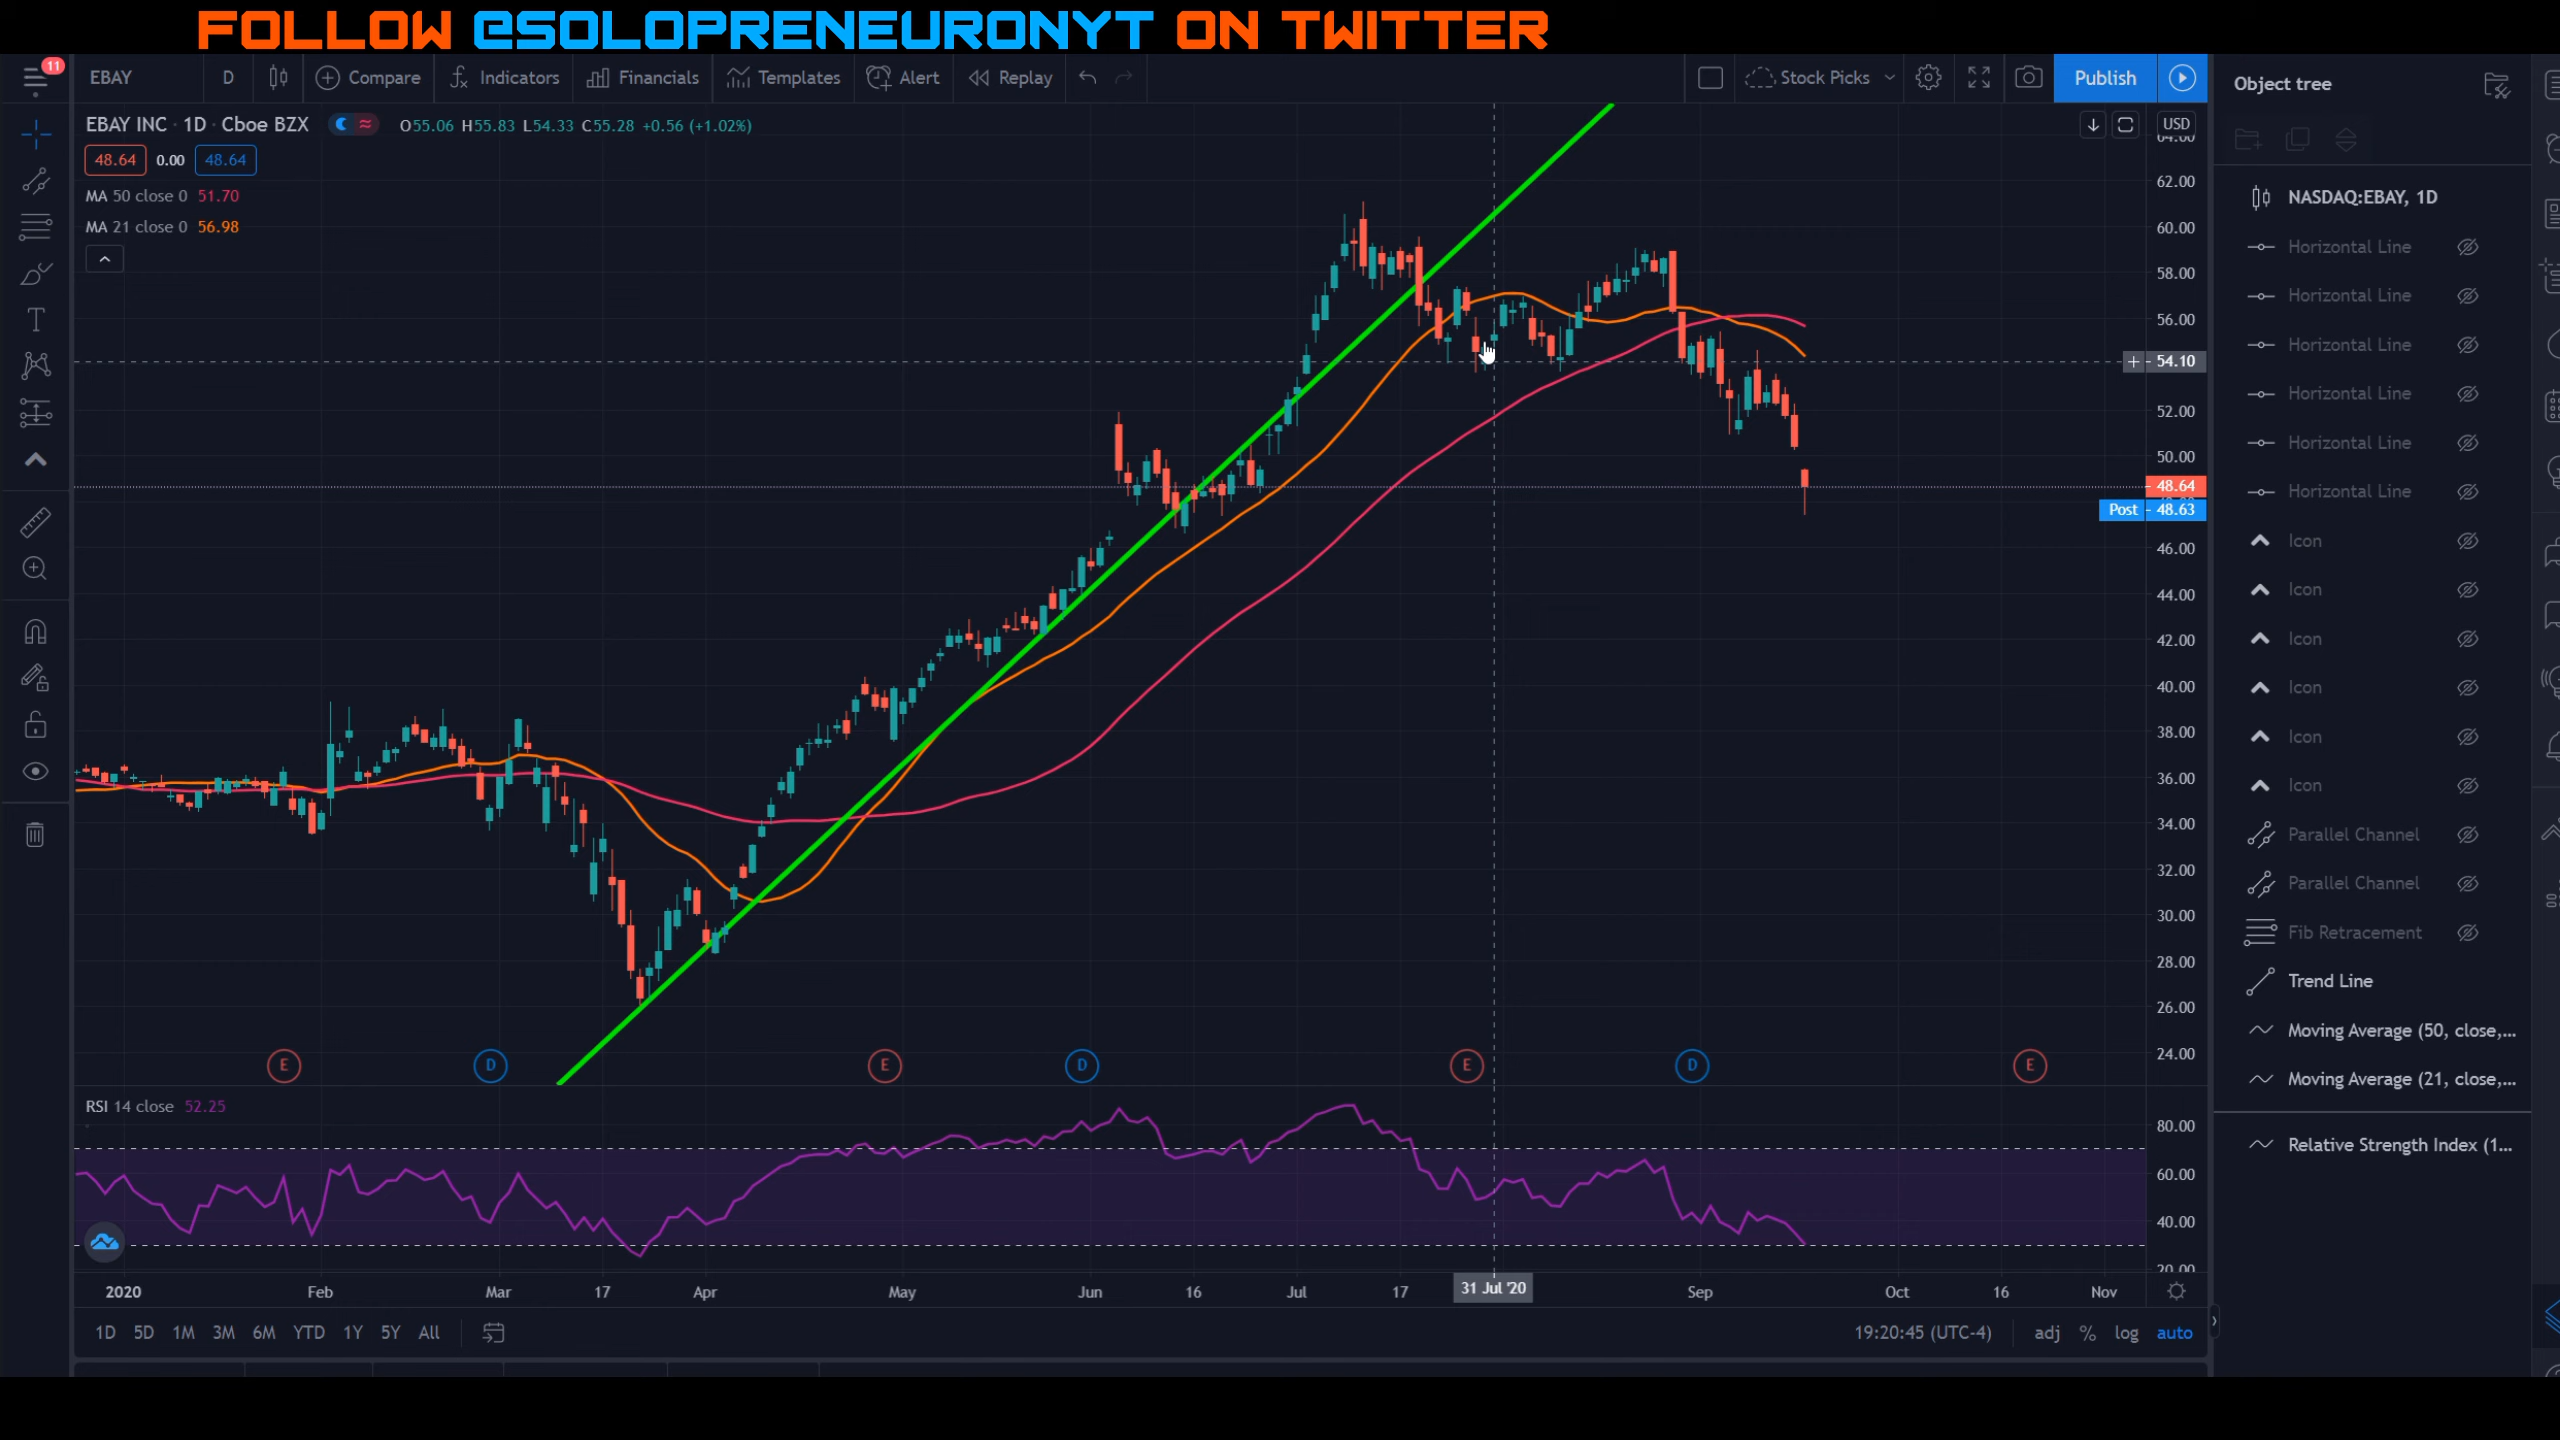 FOLLOW @SOLOPRENEURONYT ON TWITTER
11
EBAY D Compare Indicators Financials Templates Alert Replay Stock Picks Publish
Object tree
EBAY INC · 1D · Cboe BZX O55.06 H55.83 L54.33 C55.28 +0.56 (+1.02%)
USD
48.64 0.00 48.64
MA 50 close 0 51.70
MA 21 close 0 56.98
64.00
62.00
60.00
58.00
56.00
54.10
52.00
50.00
48.64
Post 48.63
46.00
44.00
42.00
40.00
38.00
36.00
34.00
32.00
30.00
28.00
26.00
24.00
E D E D E D E
RSI 14 close 52.25
80.00
60.00
40.00
20.00
2020 Feb Mar 17 Apr May Jun 16 Jul 17 31 Jul '20 Sep Oct 16 Nov
1D 5D 1M 3M 6M YTD 1Y 5Y All
19:20:45 (UTC-4) adj % log auto
NASDAQ:EBAY, 1D
Horizontal Line
Horizontal Line
Horizontal Line
Horizontal Line
Horizontal Line
Horizontal Line
Icon
Icon
Icon
Icon
Icon
Icon
Parallel Channel
Parallel Channel
Fib Retracement
Trend Line
Moving Average (50, close,...
Moving Average (21, close,...
Relative Strength Index (1...